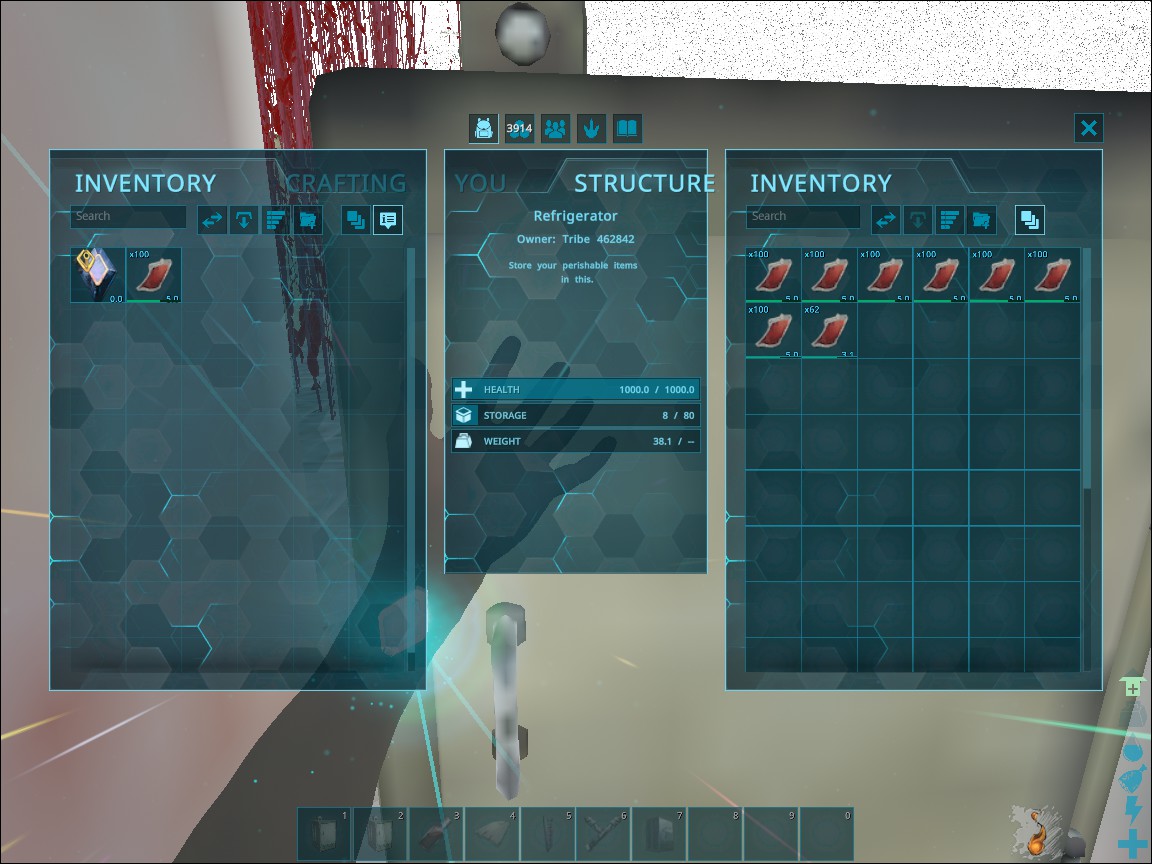 3914
INVENTORY
CRAFTING
YOU
STRUCTURE
INVENTORY
Search
Refrigerator
Owner: Tribe 462842
Store your perishable items
in this.
Search
0.0
x100
5.0
x100
5.0
x100
5.0
x100
5.0
x100
5.0
x100
5.0
x100
5.0
x100
5.0
x62
3.1
HEALTH
1000.0 / 1000.0
STORAGE
8 / 80
WEIGHT
38.1 / --
1
2
3
4
5
6
7
8
9
0